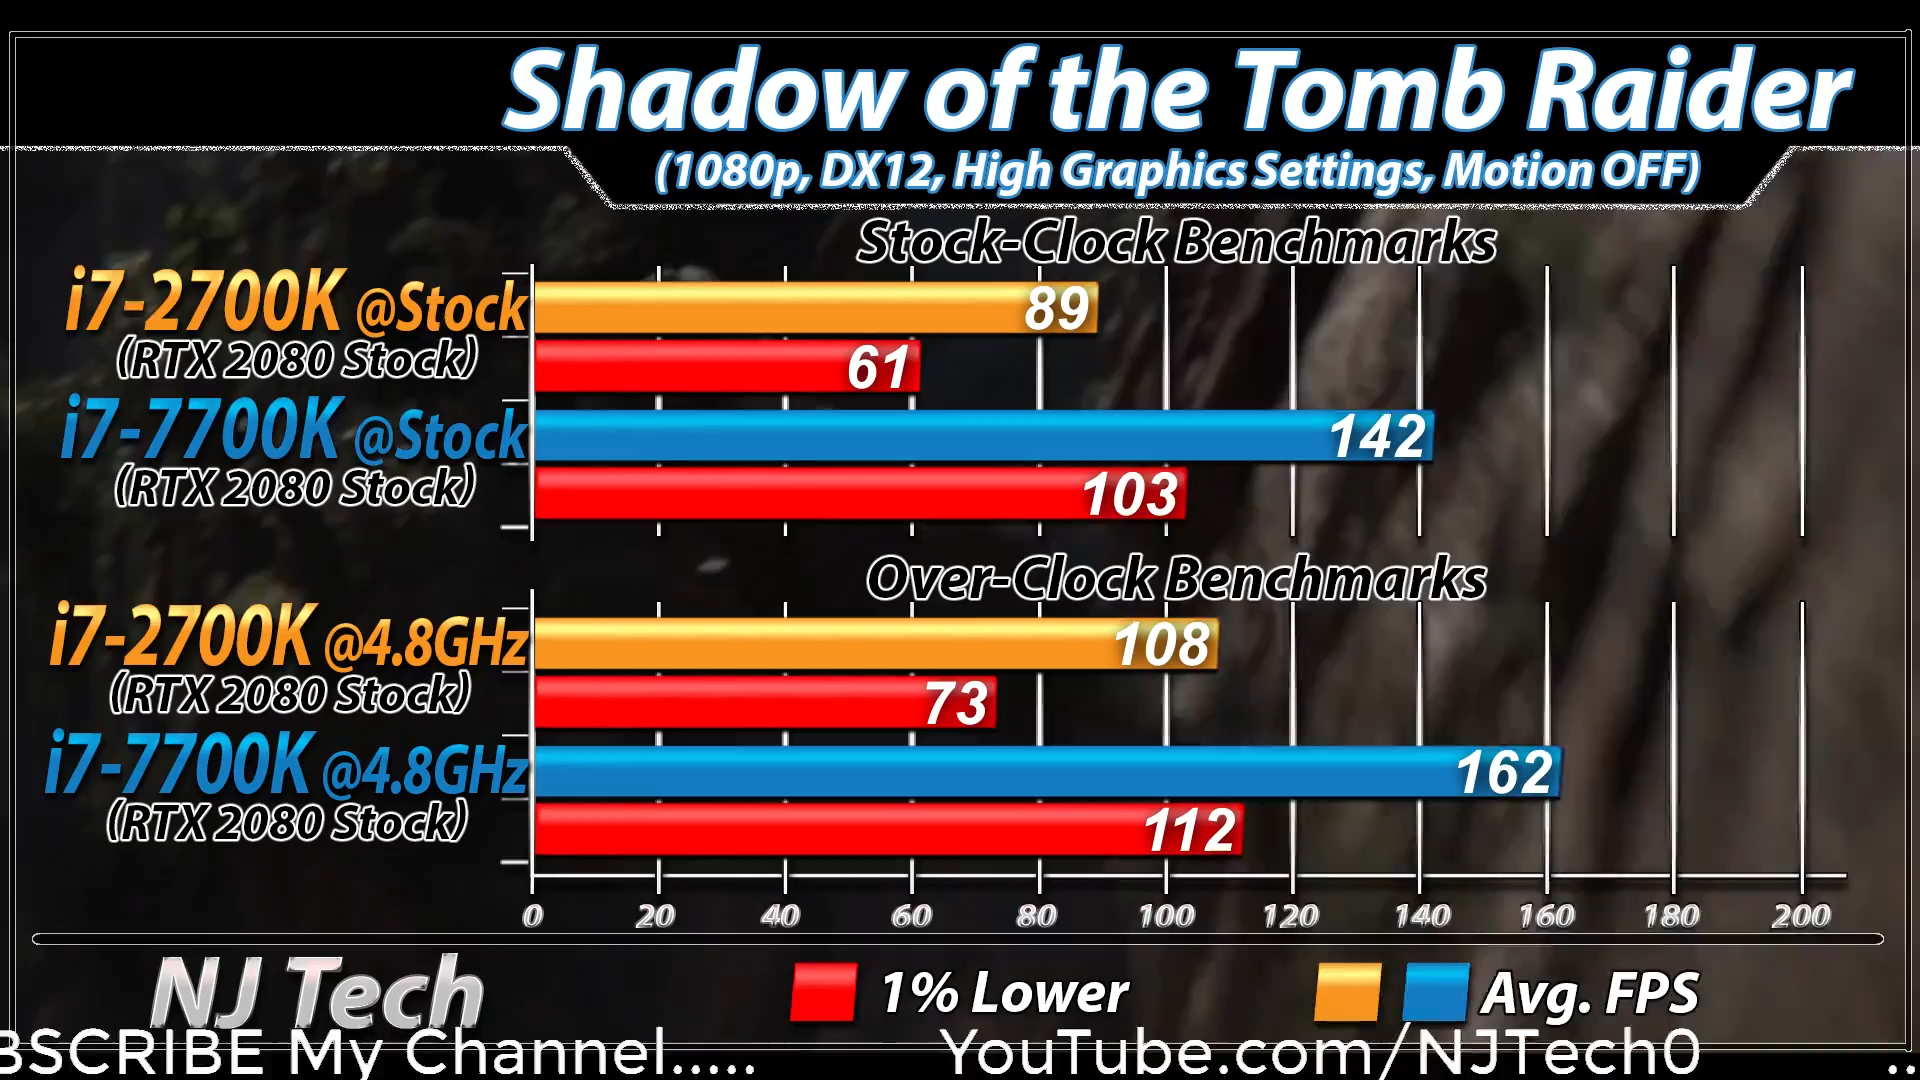 Shadow of the Tomb Raider
(1080p, DX12, High Graphics Settings, Motion OFF)
Stock-Clock Benchmarks
i7-2700K @Stock
(RTX 2080 Stock)
89
61
i7-7700K @Stock
(RTX 2080 Stock)
142
103
Over-Clock Benchmarks
i7-2700K @4.8GHz
(RTX 2080 Stock)
108
73
i7-7700K @4.8GHz
(RTX 2080 Stock)
162
112
0 20 40 60 80 100 120 140 160 180 200
NJ Tech
1% Lower
Avg. FPS
BSCRIBE My Channel..... YouTube.com/NJTech0 ..